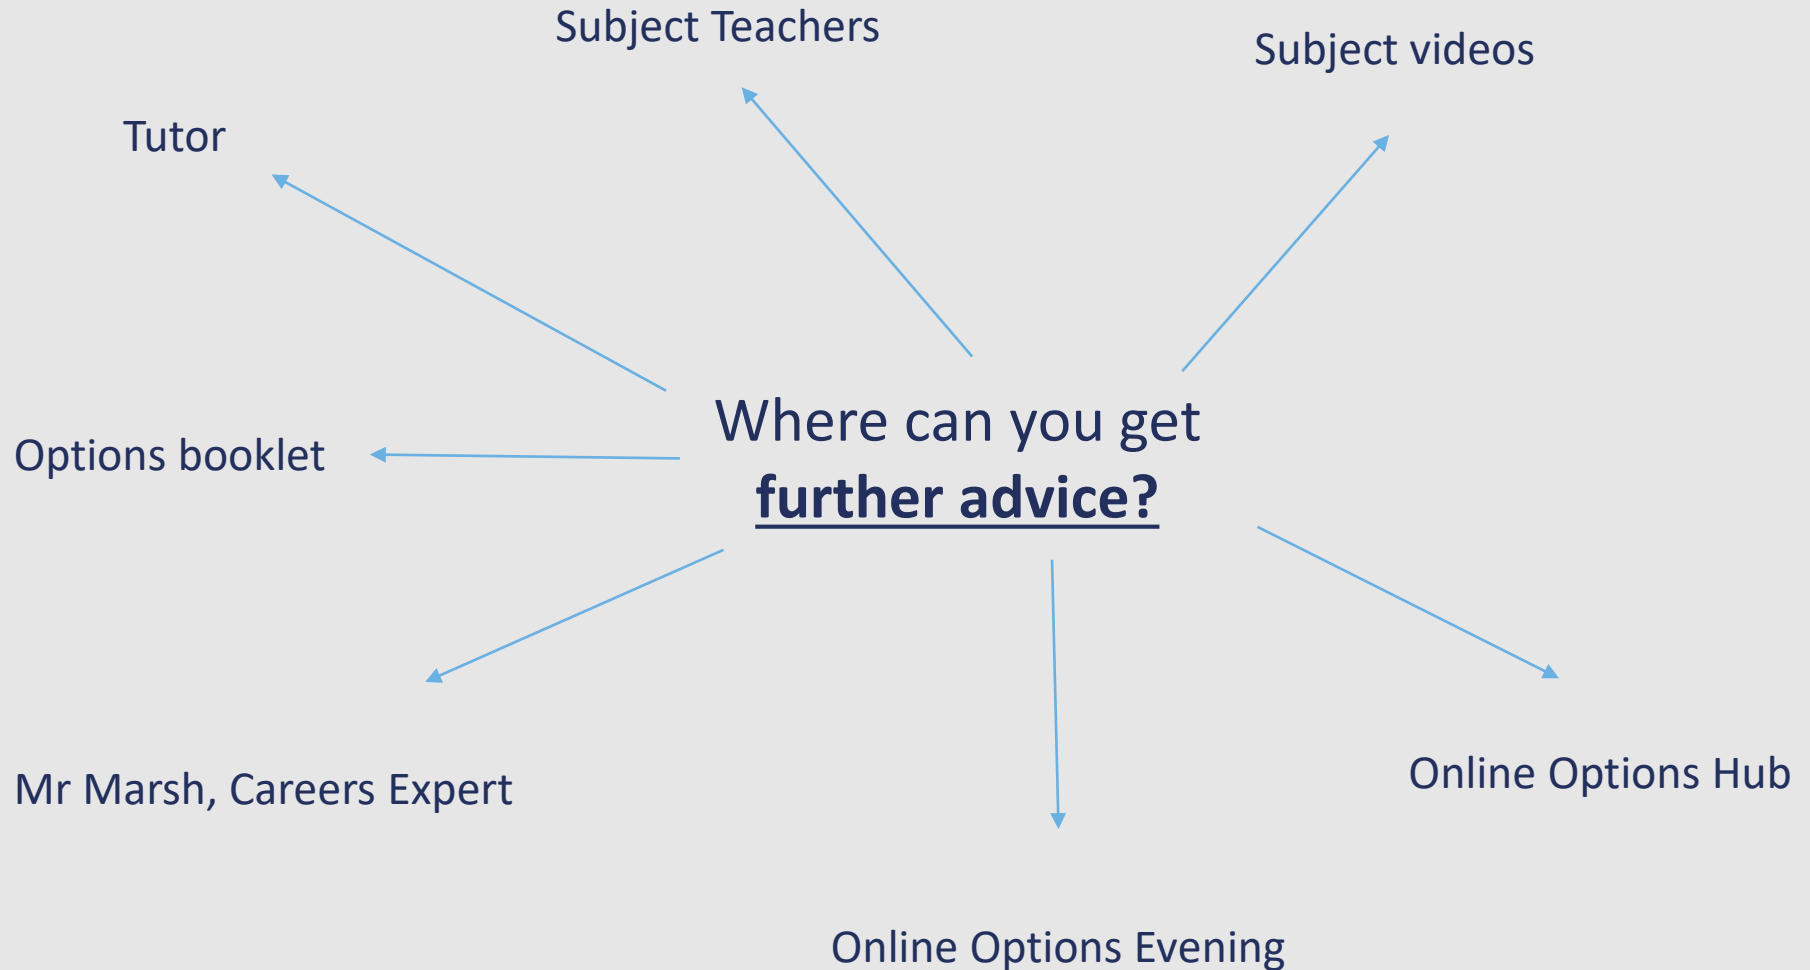 Subject Teachers
Subject videos
Tutor
Where can you get
further advice?
Options booklet
Mr Marsh, Careers Expert
Online Options Hub
Online Options Evening